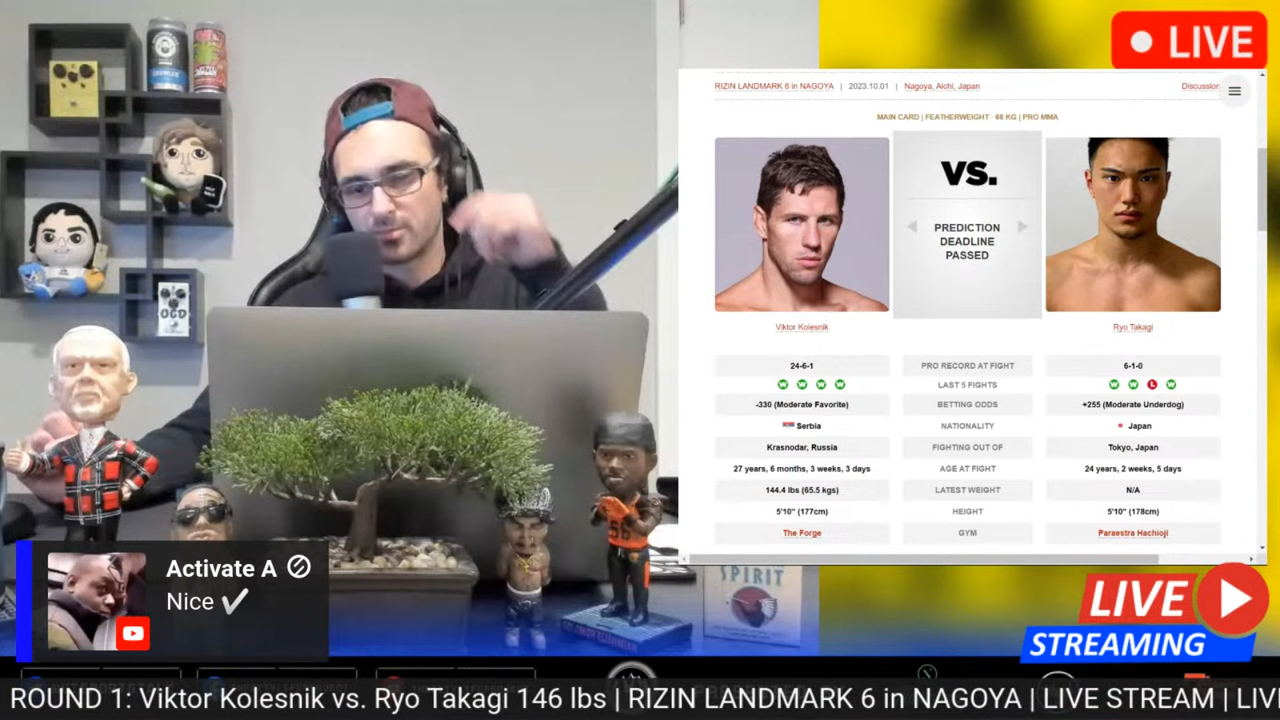 LIVE
RIZIN LANDMARK 6 in NAGOYA | 2023.10.01 | Nagoya, Aichi, Japan
Discussion
MAIN CARD | FEATHERWEIGHT · 66 KG | PRO MMA
VS.
PREDICTION
DEADLINE
PASSED
Viktor Kolesnik
Ryo Takagi
24-6-1 PRO RECORD AT FIGHT 6-1-0
W W W W LAST 5 FIGHTS W W L W
-330 (Moderate Favorite) BETTING ODDS +255 (Moderate Underdog)
Serbia NATIONALITY Japan
Krasnodar, Russia FIGHTING OUT OF Tokyo, Japan
27 years, 6 months, 3 weeks, 3 days AGE AT FIGHT 24 years, 2 weeks, 5 days
144.4 lbs (65.5 kgs) LATEST WEIGHT N/A
5'10" (177cm) HEIGHT 5'10" (178cm)
The Forge GYM Paraestra Hachioji
OCD
56
SPIRIT
Activate A
Nice ✔
LIVE
STREAMING
ROUND 1: Viktor Kolesnik vs. Ryo Takagi 146 lbs | RIZIN LANDMARK 6 in NAGOYA | LIVE STREAM | LIV